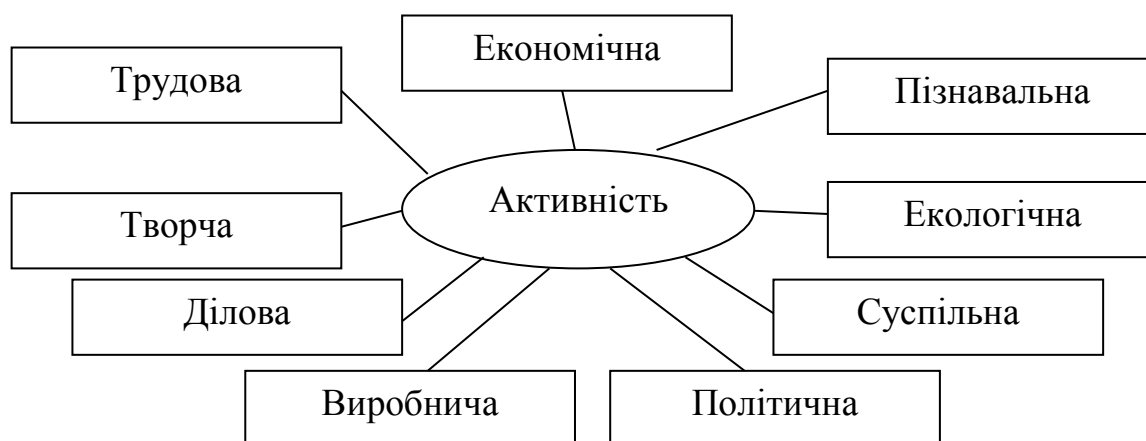 Економічна
Трудова
Пізнавальна
Активність
Творча
Екологічна
Ділова
Суспільна
Виробнича
Політична